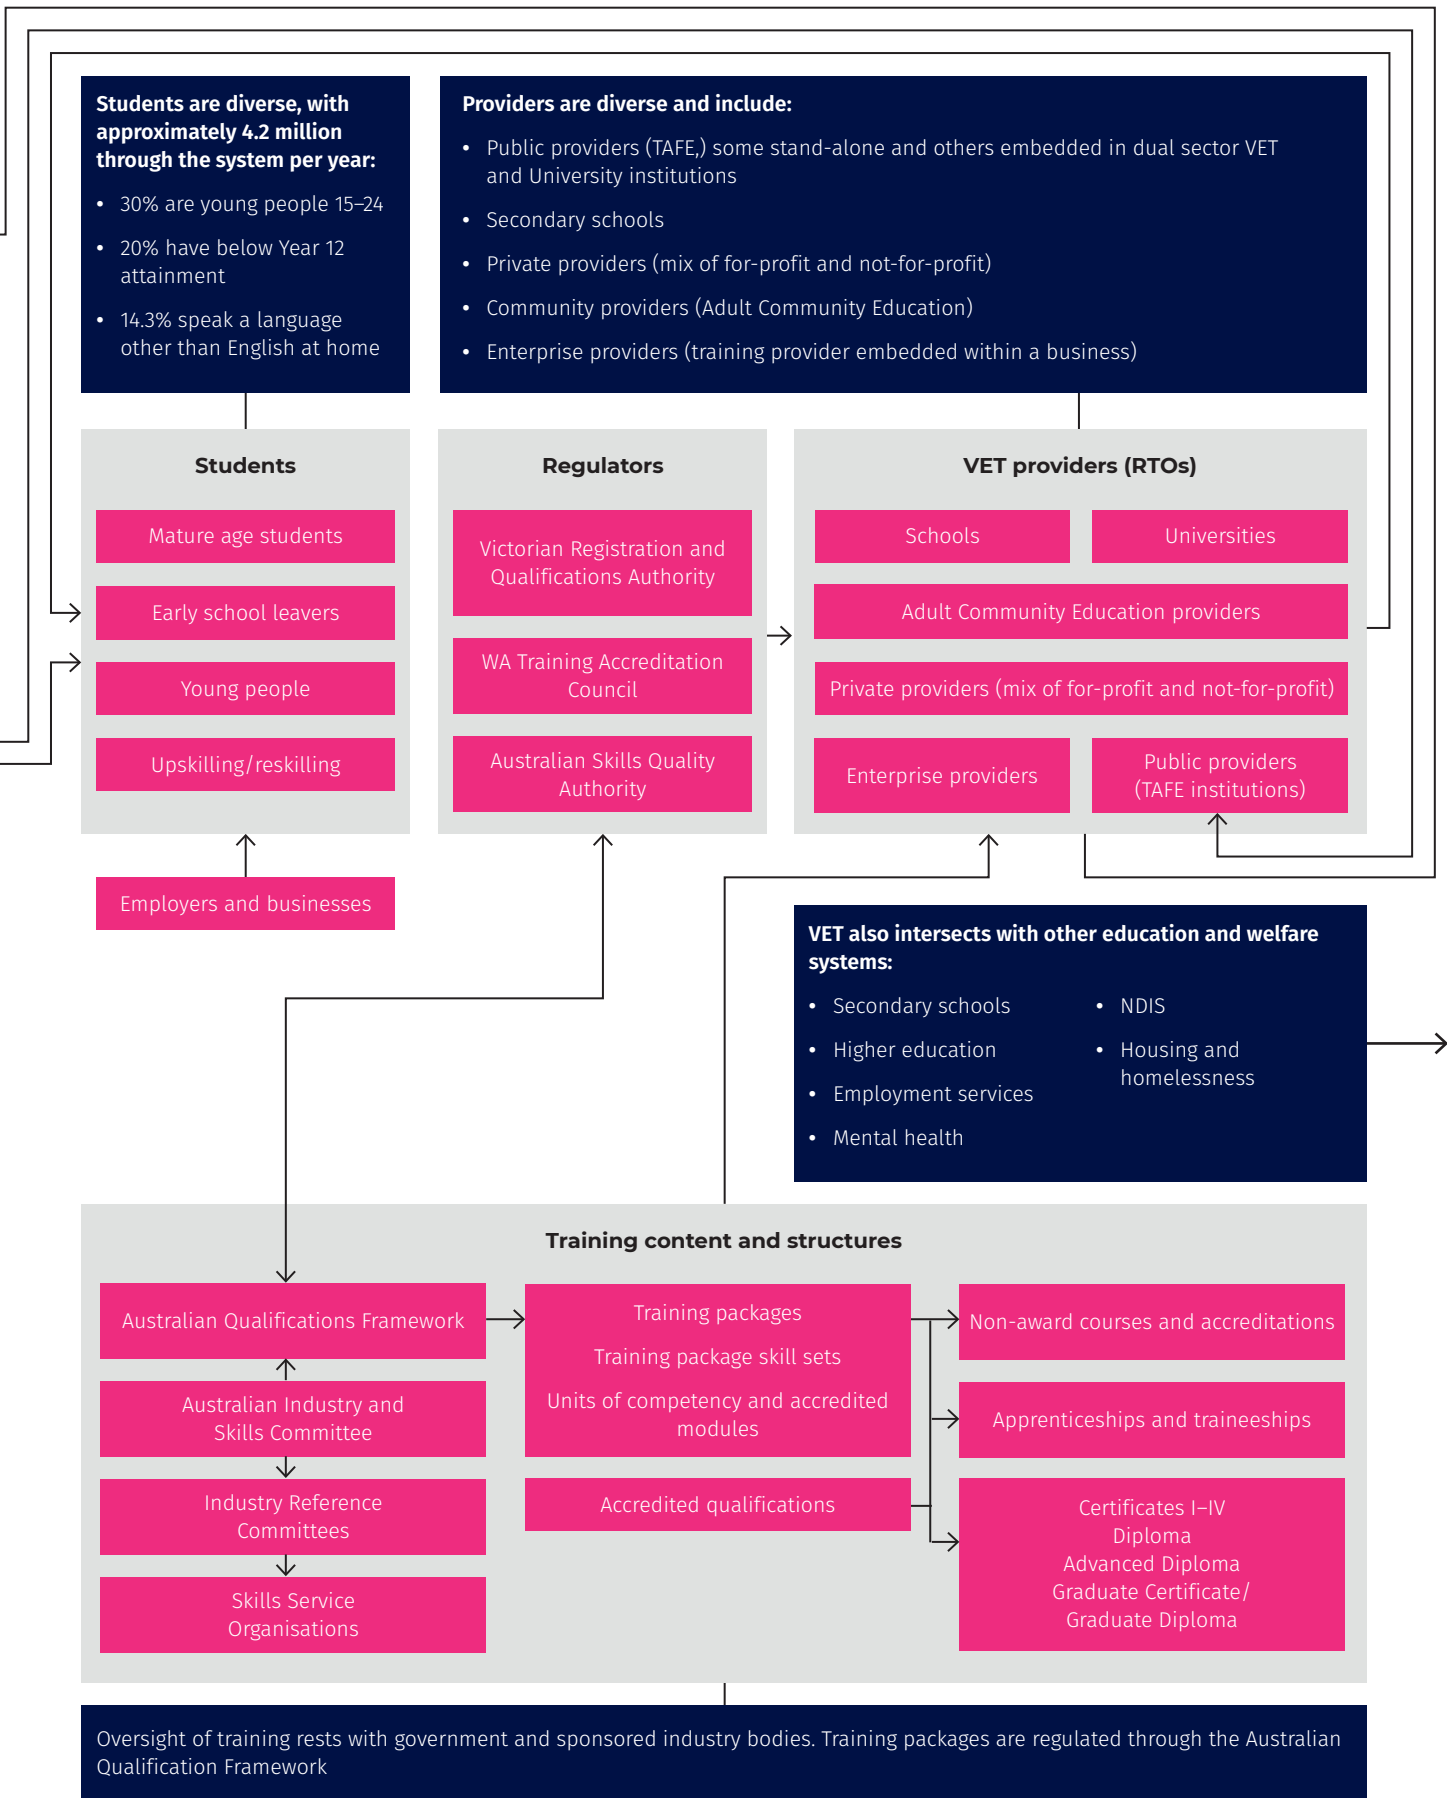 Students are diverse, with
approximately 4.2 million
through the system per year:
• 30% are young people 15–24
• 20% have below Year 12
attainment
• 14.3% speak a language
other than English at home
Providers are diverse and include:
• Public providers (TAFE,) some stand-alone and others embedded in dual sector VET
and University institutions
• Secondary schools
• Private providers (mix of for-profit and not-for-profit)
• Community providers (Adult Community Education)
• Enterprise providers (training provider embedded within a business)
Students
Mature age students
Early school leavers
Young people
Upskilling/reskilling
Employers and businesses
Regulators
Victorian Registration and
Qualifications Authority
WA Training Accreditation
Council
Australian Skills Quality
Authority
VET providers (RTOs)
Schools
Universities
Adult Community Education providers
Private providers (mix of for-profit and not-for-profit)
Enterprise providers
Public providers
(TAFE institutions)
VET also intersects with other education and welfare
systems:
• Secondary schools
• Higher education
• Employment services
• Mental health
• NDIS
• Housing and
homelessness
Training content and structures
Australian Qualifications Framework
Australian Industry and
Skills Committee
Industry Reference
Committees
Skills Service
Organisations
Training packages
Training package skill sets
Units of competency and accredited
modules
Accredited qualifications
Non-award courses and accreditations
Apprenticeships and traineeships
Certificates I–IV
Diploma
Advanced Diploma
Graduate Certificate/
Graduate Diploma
Oversight of training rests with government and sponsored industry bodies. Training packages are regulated through the Australian
Qualification Framework